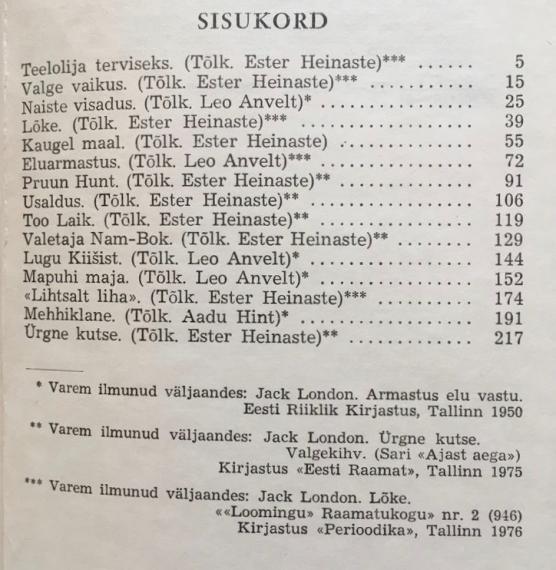 SISUKORD
Teelolija terviseks. (Tõlk. Ester Heinaste)*** ...... 5
Valge vaikus. (Tõlk. Ester Heinaste)*** ........... 15
Naiste visadus. (Tõlk. Leo Anvelt)* ................ 25
Lõke. (Tõlk. Ester Heinaste)*** ................... 39
Kaugel maal. (Tõlk. Ester Heinaste) .............. 55
Eluarmastus. (Tõlk. Leo Anvelt)*** ................ 72
Pruun Hunt. (Tõlk. Ester Heinaste)** .............. 91
Usaldus. (Tõlk. Ester Heinaste)** ................. 106
Too Laik. (Tõlk. Ester Heinaste)** ................ 119
Valetaja Nam-Bok. (Tõlk. Ester Heinaste)** ........ 129
Lugu Kiišist. (Tõlk. Leo Anvelt)* .................. 144
Mapuhi maja. (Tõlk. Leo Anvelt)* ................. 152
«Lihtsalt liha». (Tõlk. Ester Heinaste)*** ........... 174
Mehhiklane. (Tõlk. Aadu Hint)* ................... 191
Ürgne kutse. (Tõlk. Ester Heinaste)** .............. 217
* Varem ilmunud väljaandes: Jack London. Armastus elu vastu.
Eesti Riiklik Kirjastus, Tallinn 1950
** Varem ilmunud väljaandes: Jack London. Ürgne kutse.
Valgekihv. (Sari «Ajast aega»)
Kirjastus «Eesti Raamat», Tallinn 1975
*** Varem ilmunud väljaandes: Jack London. Lõke.
««Loomingu» Raamatukogu» nr. 2 (946)
Kirjastus «Perioodika», Tallinn 1976